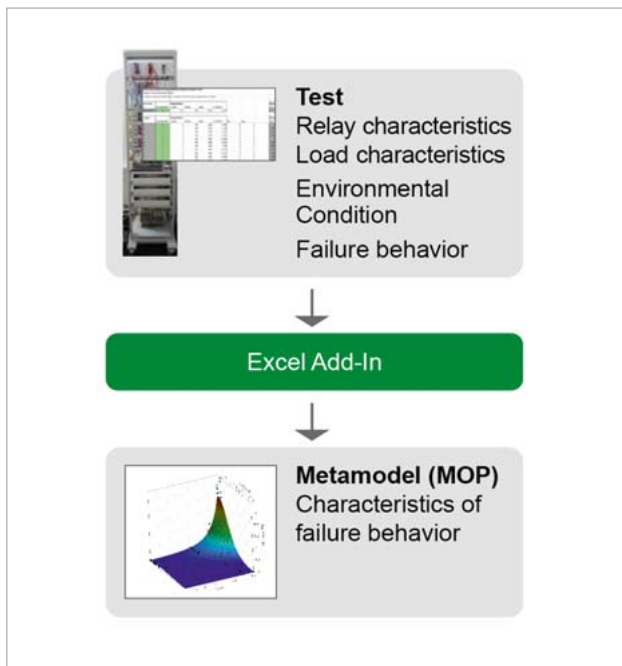 Test
Relay characteristics
Load characteristics
Environmental
Condition
Failure behavior
Excel Add-In
Metamodel (MOP)
Characteristics of
failure behavior